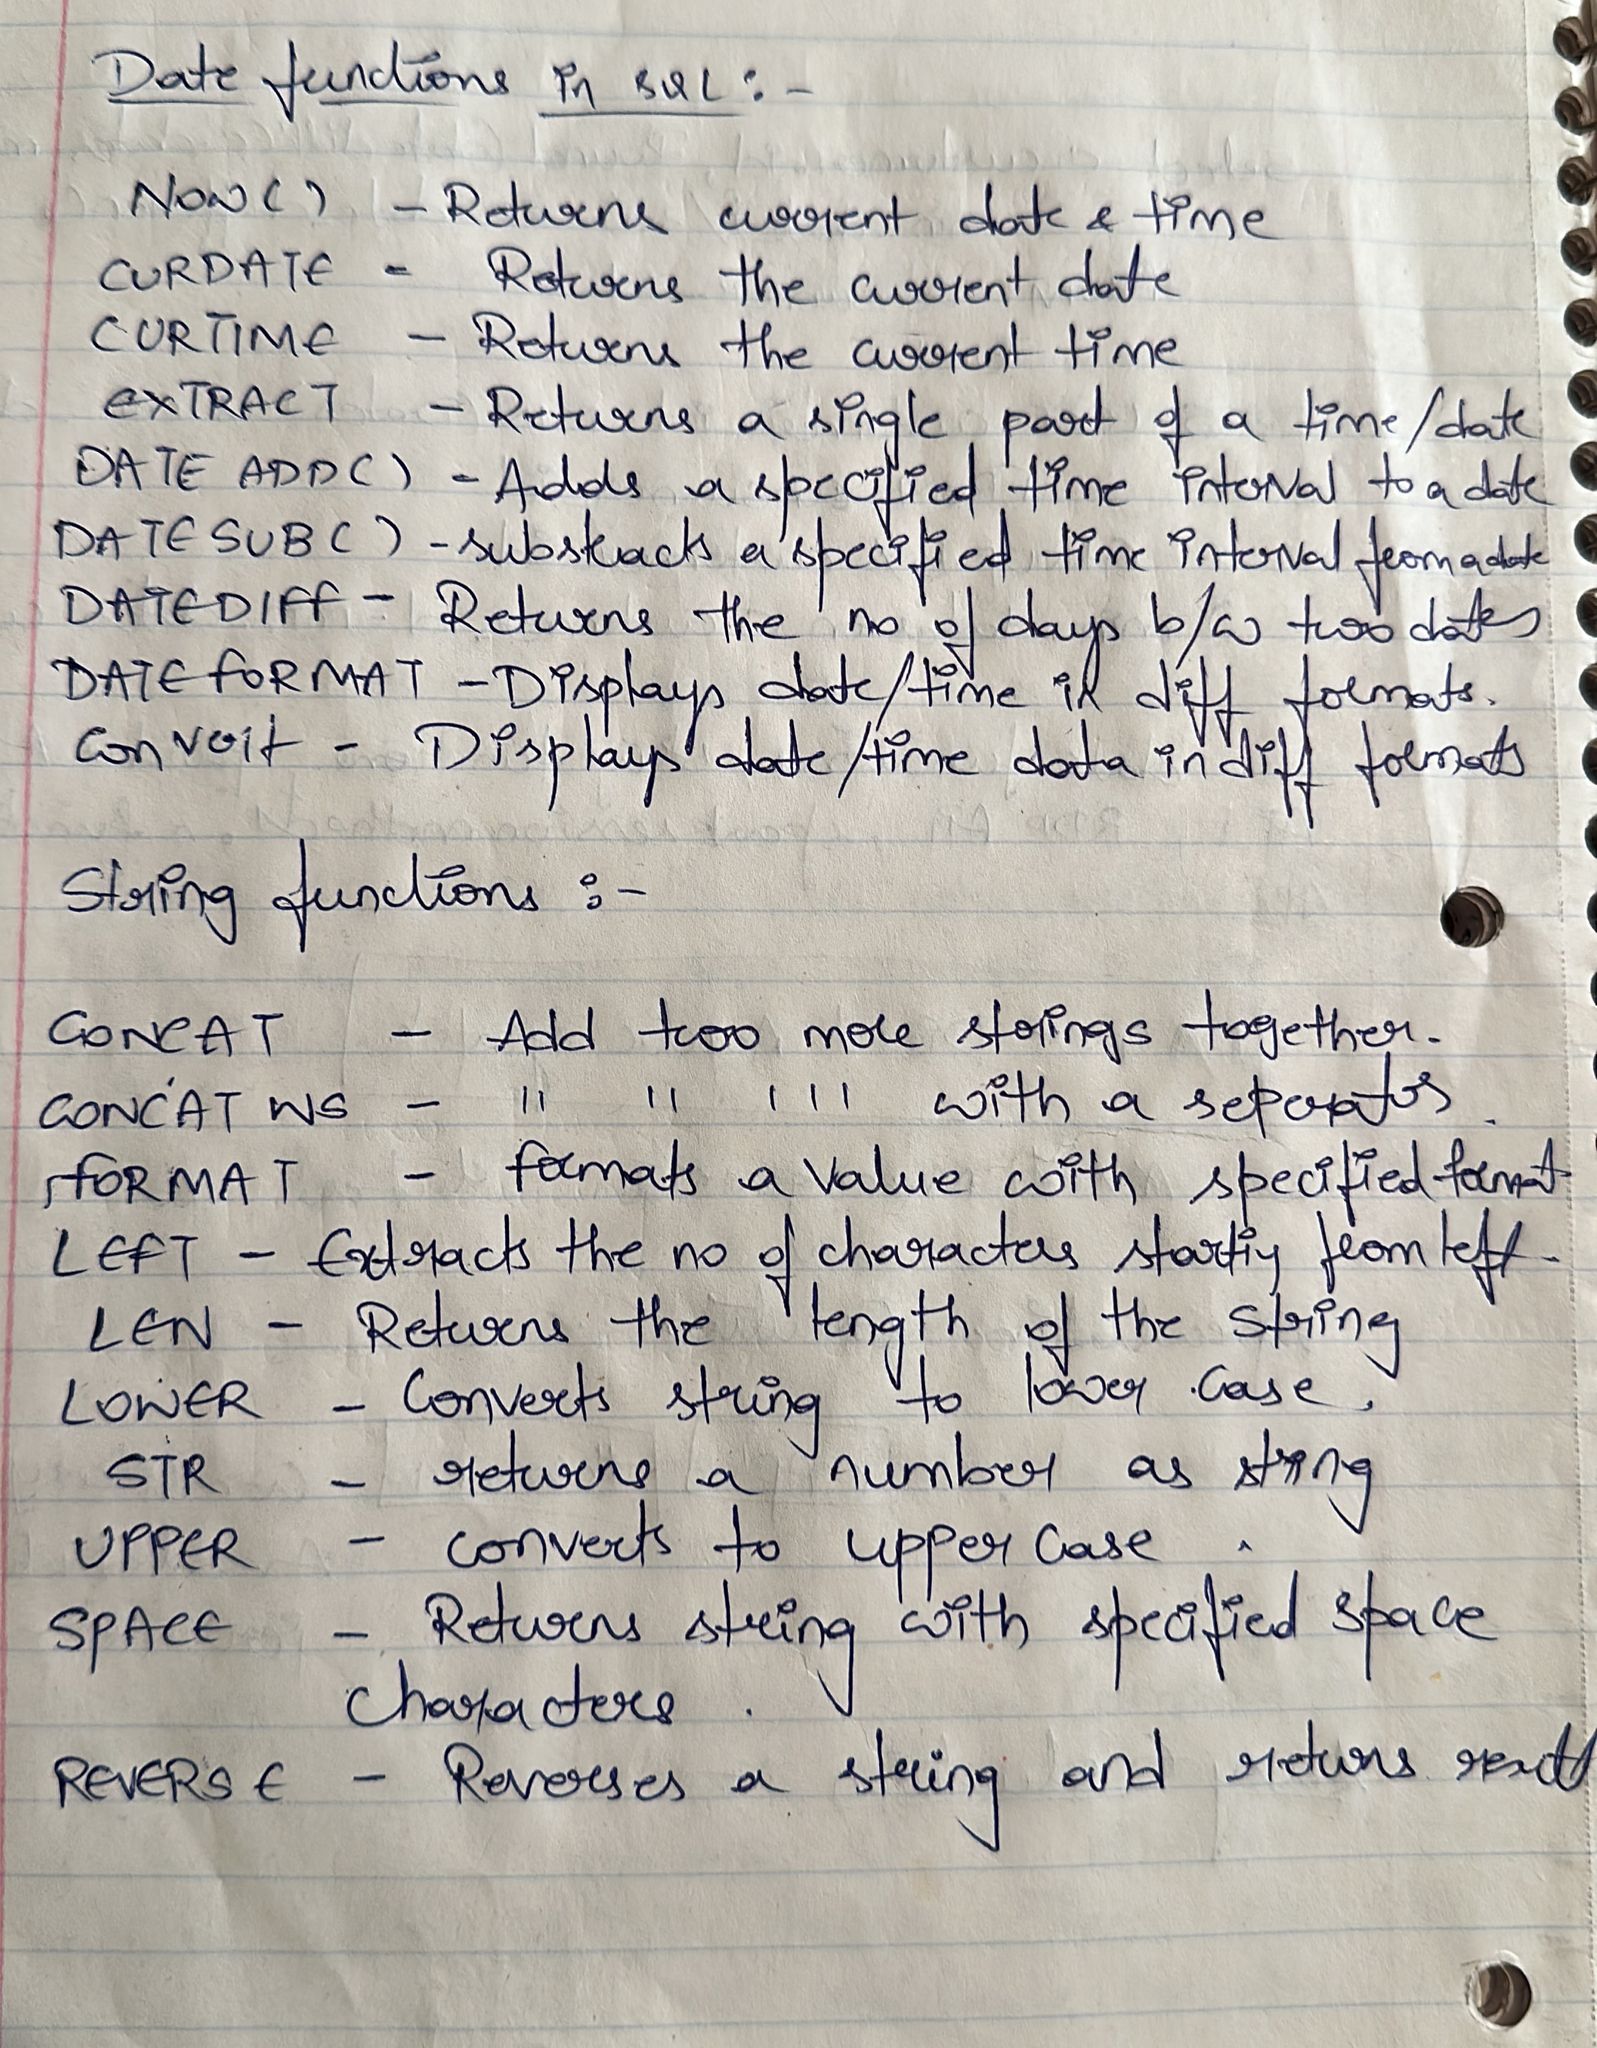 Date functions in SQL :-
NOW() - Returns current date & time
CURDATE - Returns the current date
CURTIME - Returns the current time
EXTRACT - Returns a single part of a time/date
DATE ADD() - Adds a specified time interval to a date
DATE SUB() - substracts a specified time interval from a date
DATEDIFF - Returns the no of days b/w two dates
DATE FORMAT - Displays date/time in diff formats.
Convert - Displays date/time data in diff formats
String functions :-
CONCAT - Add two more strings together.
CONCAT WS - " " " with a seperator.
FORMAT - formats a value with specified format
LEFT - Extracts the no of characters starting from left.
LEN - Returns the length of the string
LOWER - Converts string to lower case.
STR - returns a number as string
UPPER - converts to upper case .
SPACE - Returns string with specified space
characters .
REVERSE - Reverses a string and returns result